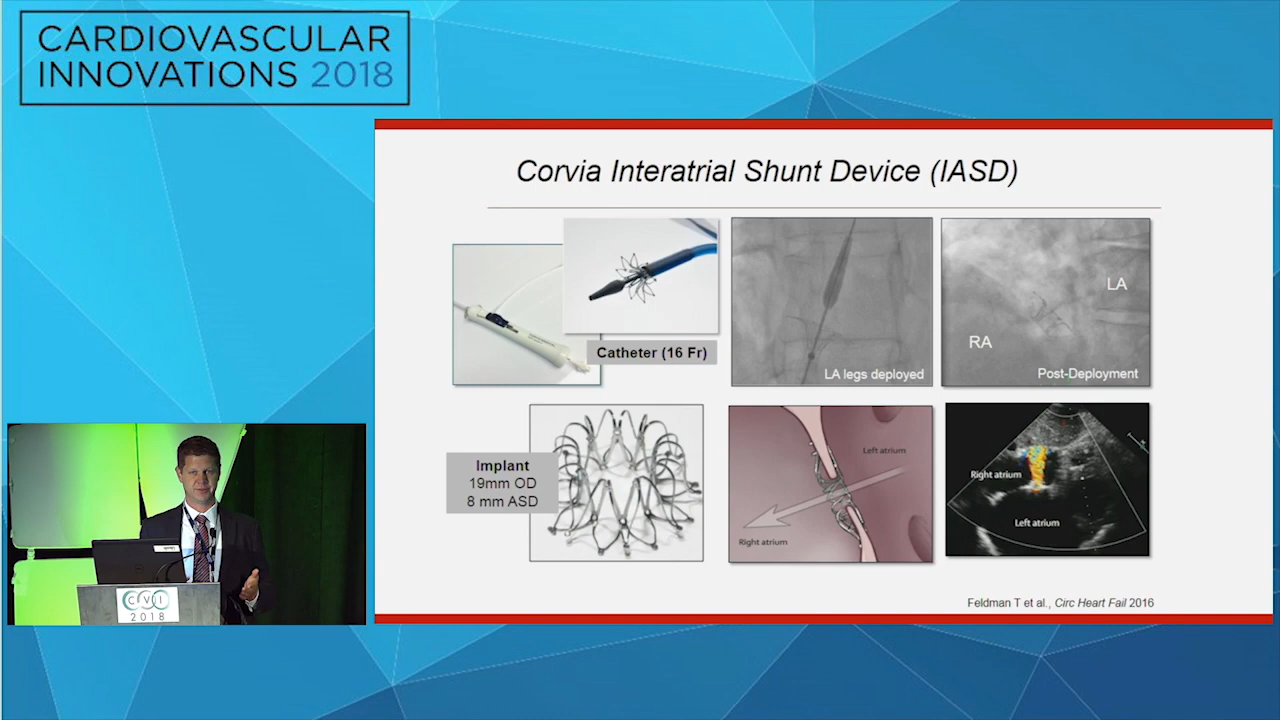 CARDIOVASCULAR
INNOVATIONS 2018
Corvia Interatrial Shunt Device (IASD)
Catheter (16 Fr)
LA legs deployed
LA
RA
Post-Deployment
Implant
19mm OD
8 mm ASD
Left atrium
Right atrium
Right atrium
Left atrium
Feldman T et al., Circ Heart Fail 2016
CVI
2018